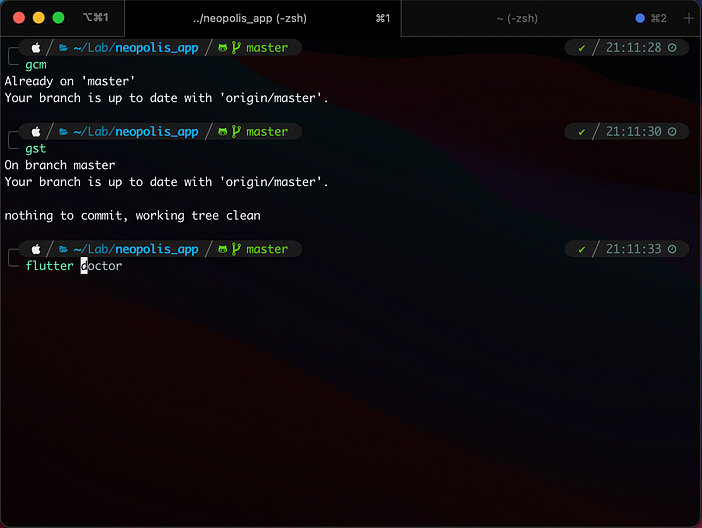 ⌥⌘1 ../neopolis_app (-zsh) ⌘1 ~ (-zsh) ⌘2 +
~/Lab/neopolis_app master ✔ 21:11:28
gcm
Already on 'master'
Your branch is up to date with 'origin/master'.
~/Lab/neopolis_app master ✔ 21:11:30
gst
On branch master
Your branch is up to date with 'origin/master'.
nothing to commit, working tree clean
~/Lab/neopolis_app master ✔ 21:11:33
flutter doctor